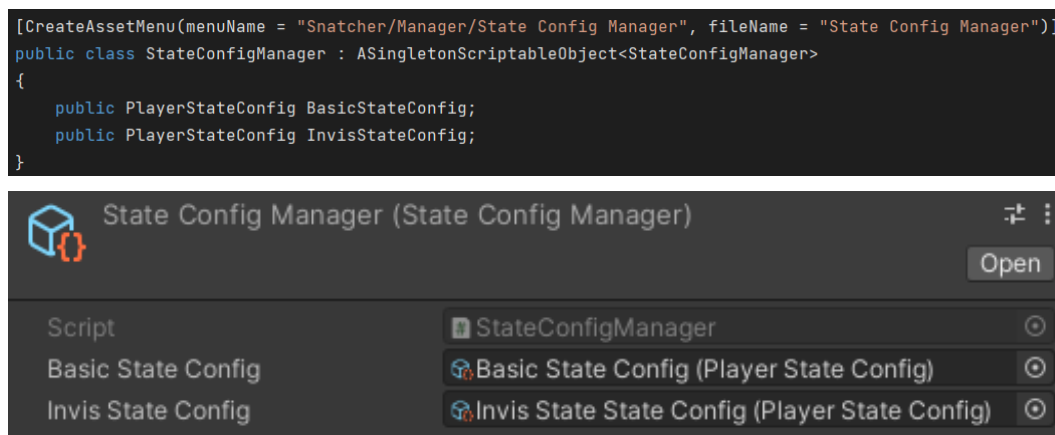 [CreateAssetMenu(menuName = "Snatcher/Manager/State Config Manager", fileName = "State Config Manager")]
public class StateConfigManager : ASingletonScriptableObject<StateConfigManager>
{
    public PlayerStateConfig BasicStateConfig;
    public PlayerStateConfig InvisStateConfig;
}
State Config Manager (State Config Manager)
Open
Script StateConfigManager
Basic State Config Basic State Config (Player State Config)
Invis State Config Invis State State Config (Player State Config)